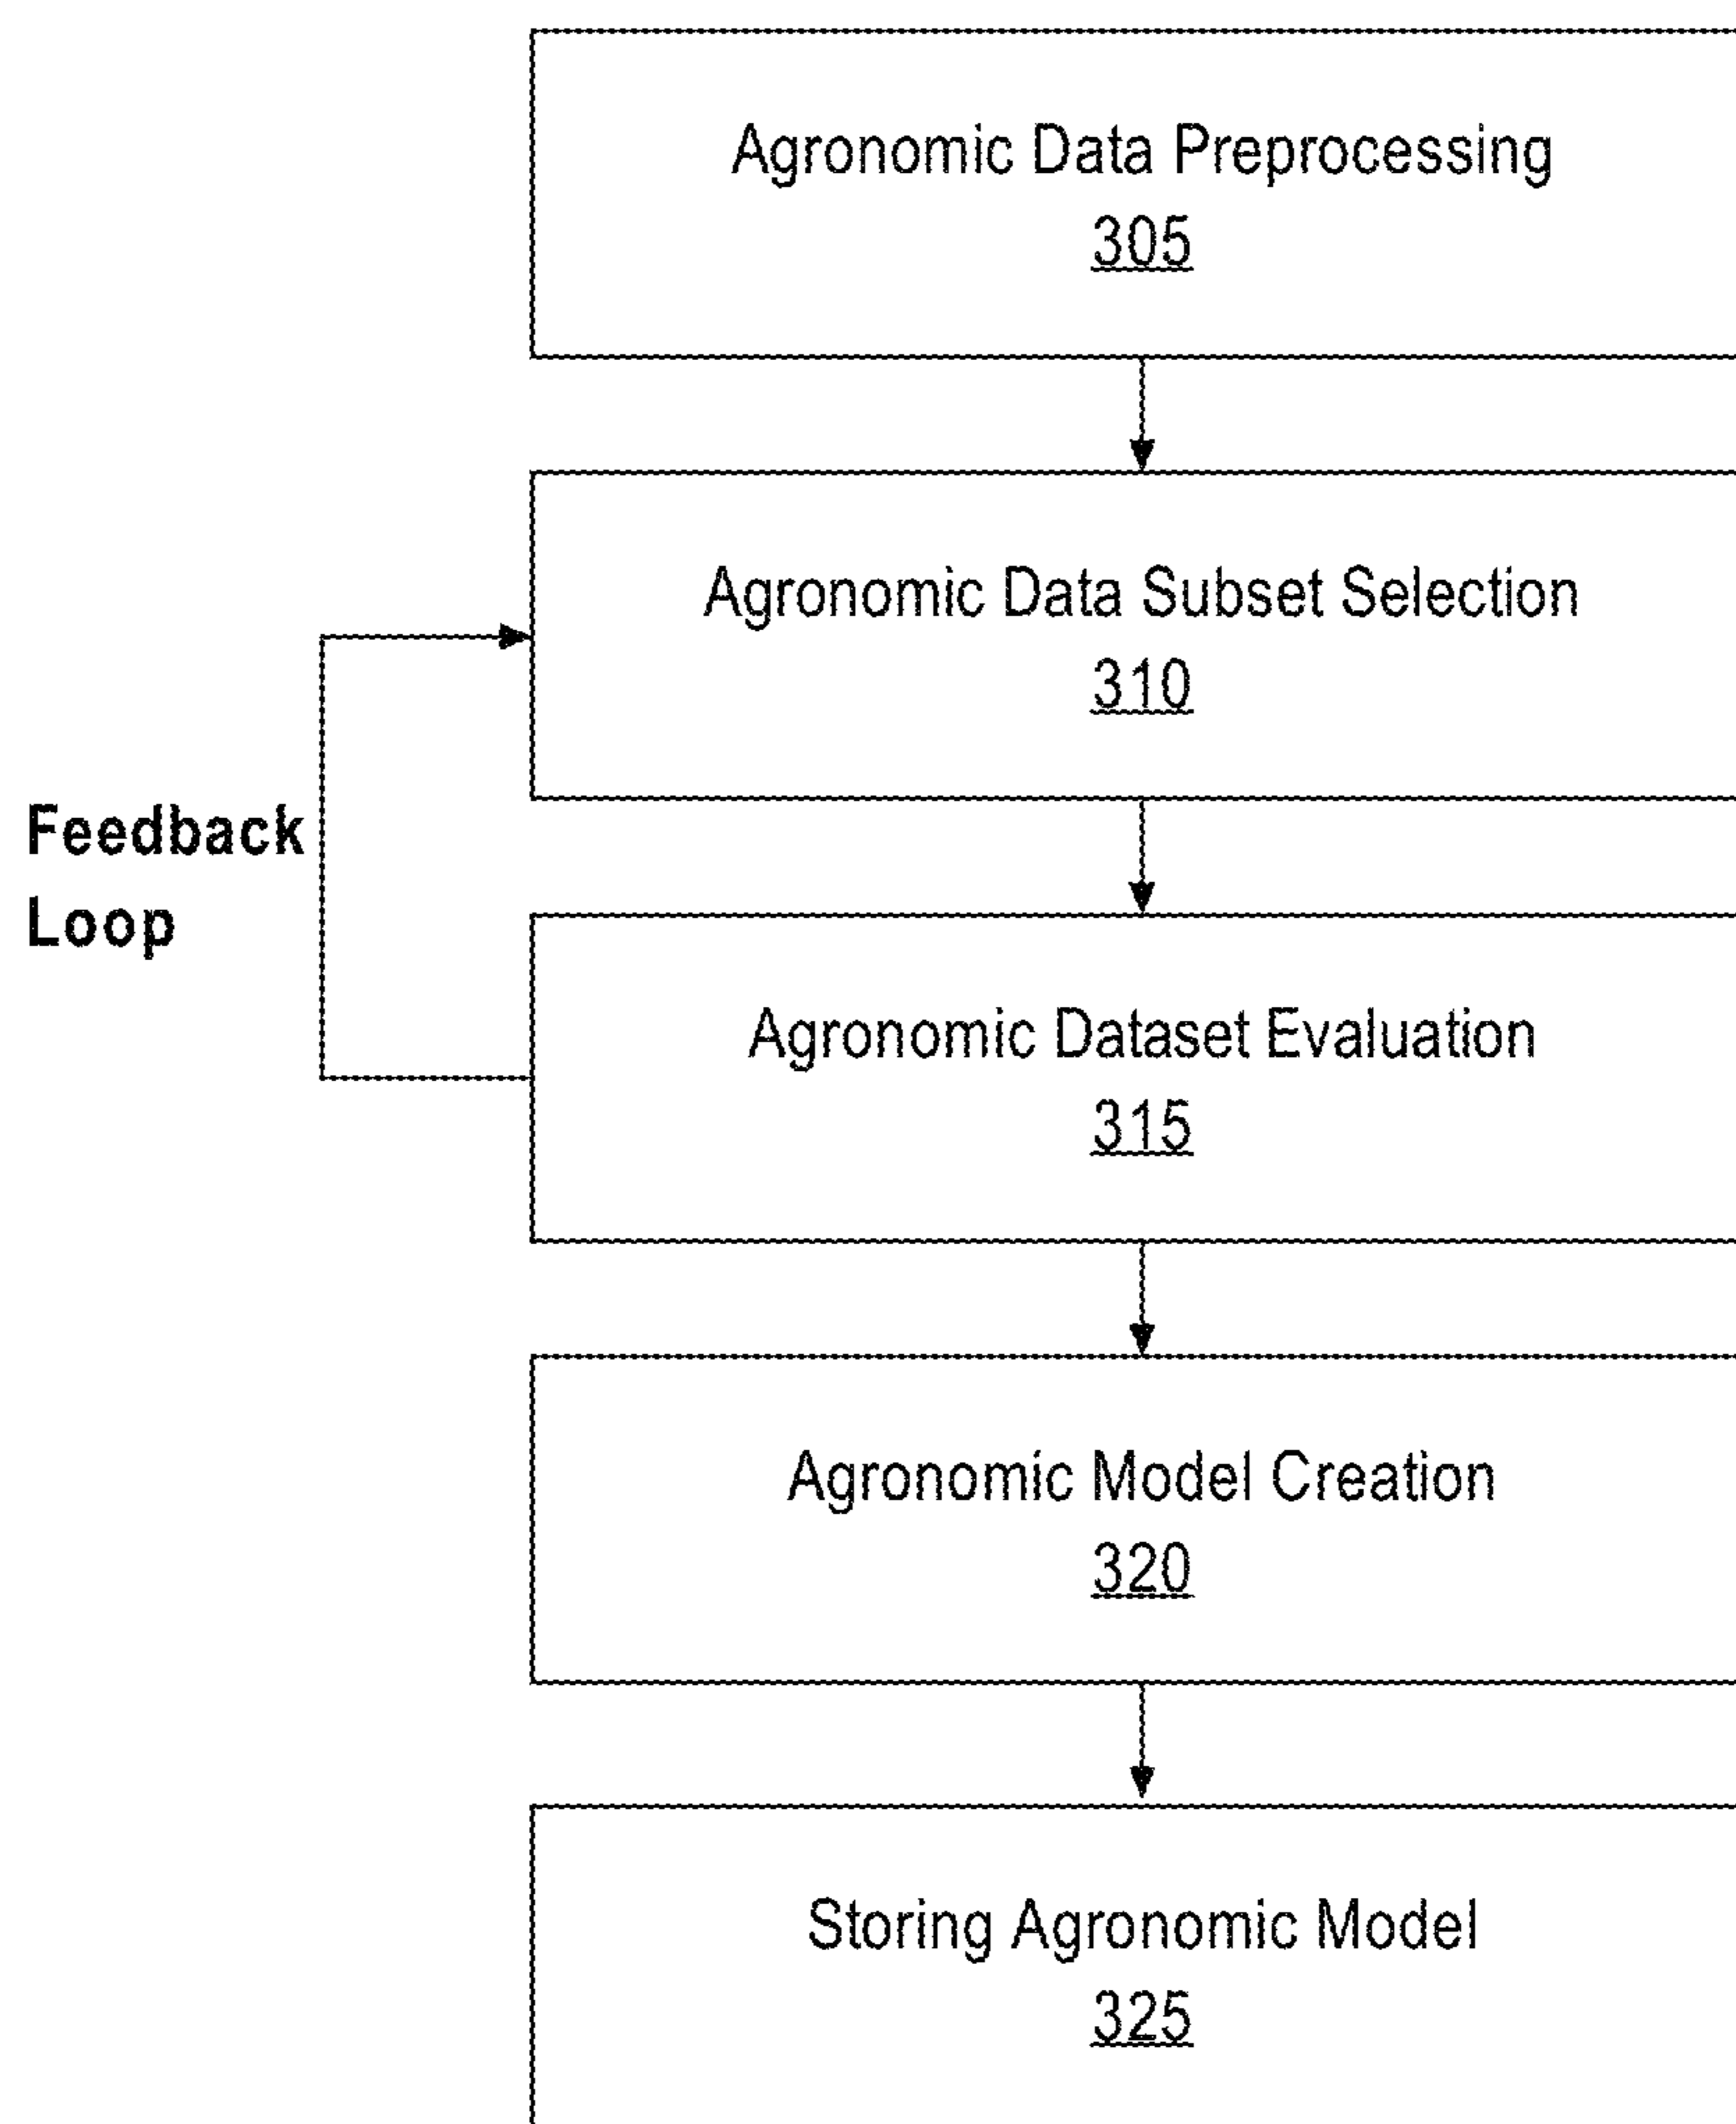 Agronomic Data Preprocessing
305
Agronomic Data Subset Selection
310
Feedback
Loop
Agronomic Dataset Evaluation
315
Agronomic Model Creation
320
Storing Agronomic Model
325